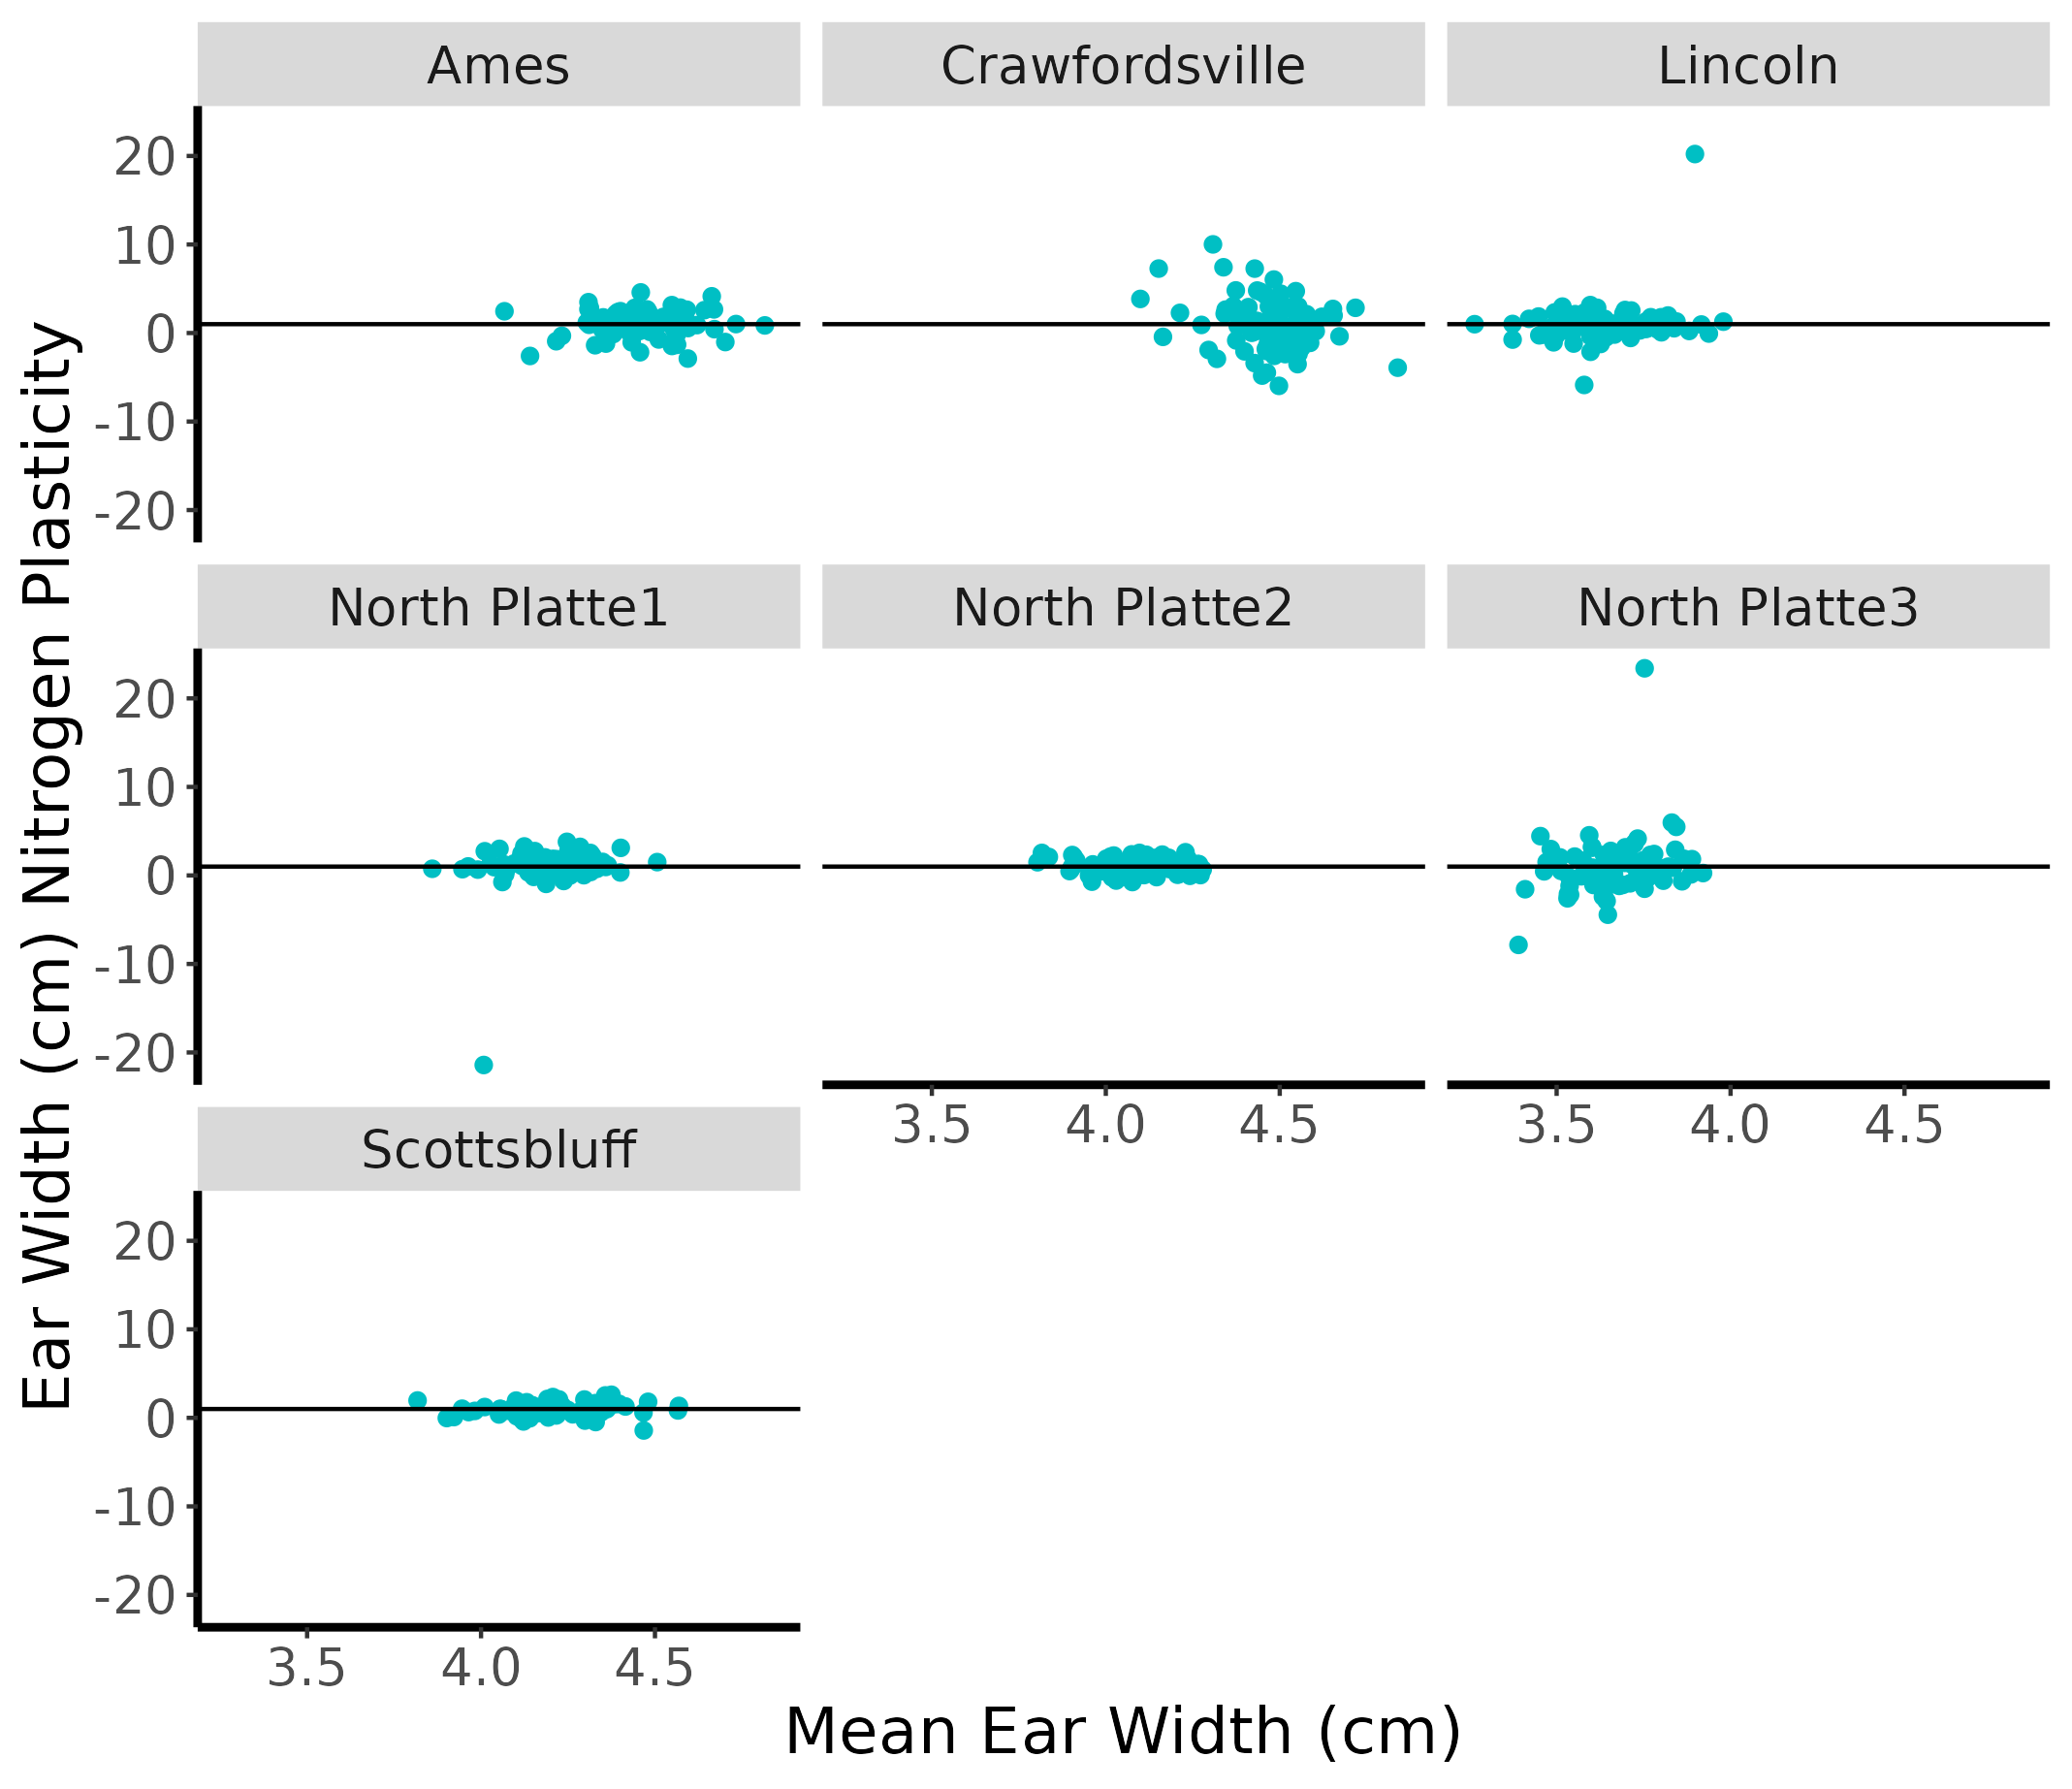 Ames
Crawfordsville
Lincoln
20
10
0
-10
-20
North Platte1
North Platte2
North Platte3
20
10
0
-10
-20
3.5 4.0 4.5
3.5 4.0 4.5
Scottsbluff
20
10
0
-10
-20
3.5 4.0 4.5
Mean Ear Width (cm)
Ear Width (cm) Nitrogen Plasticity